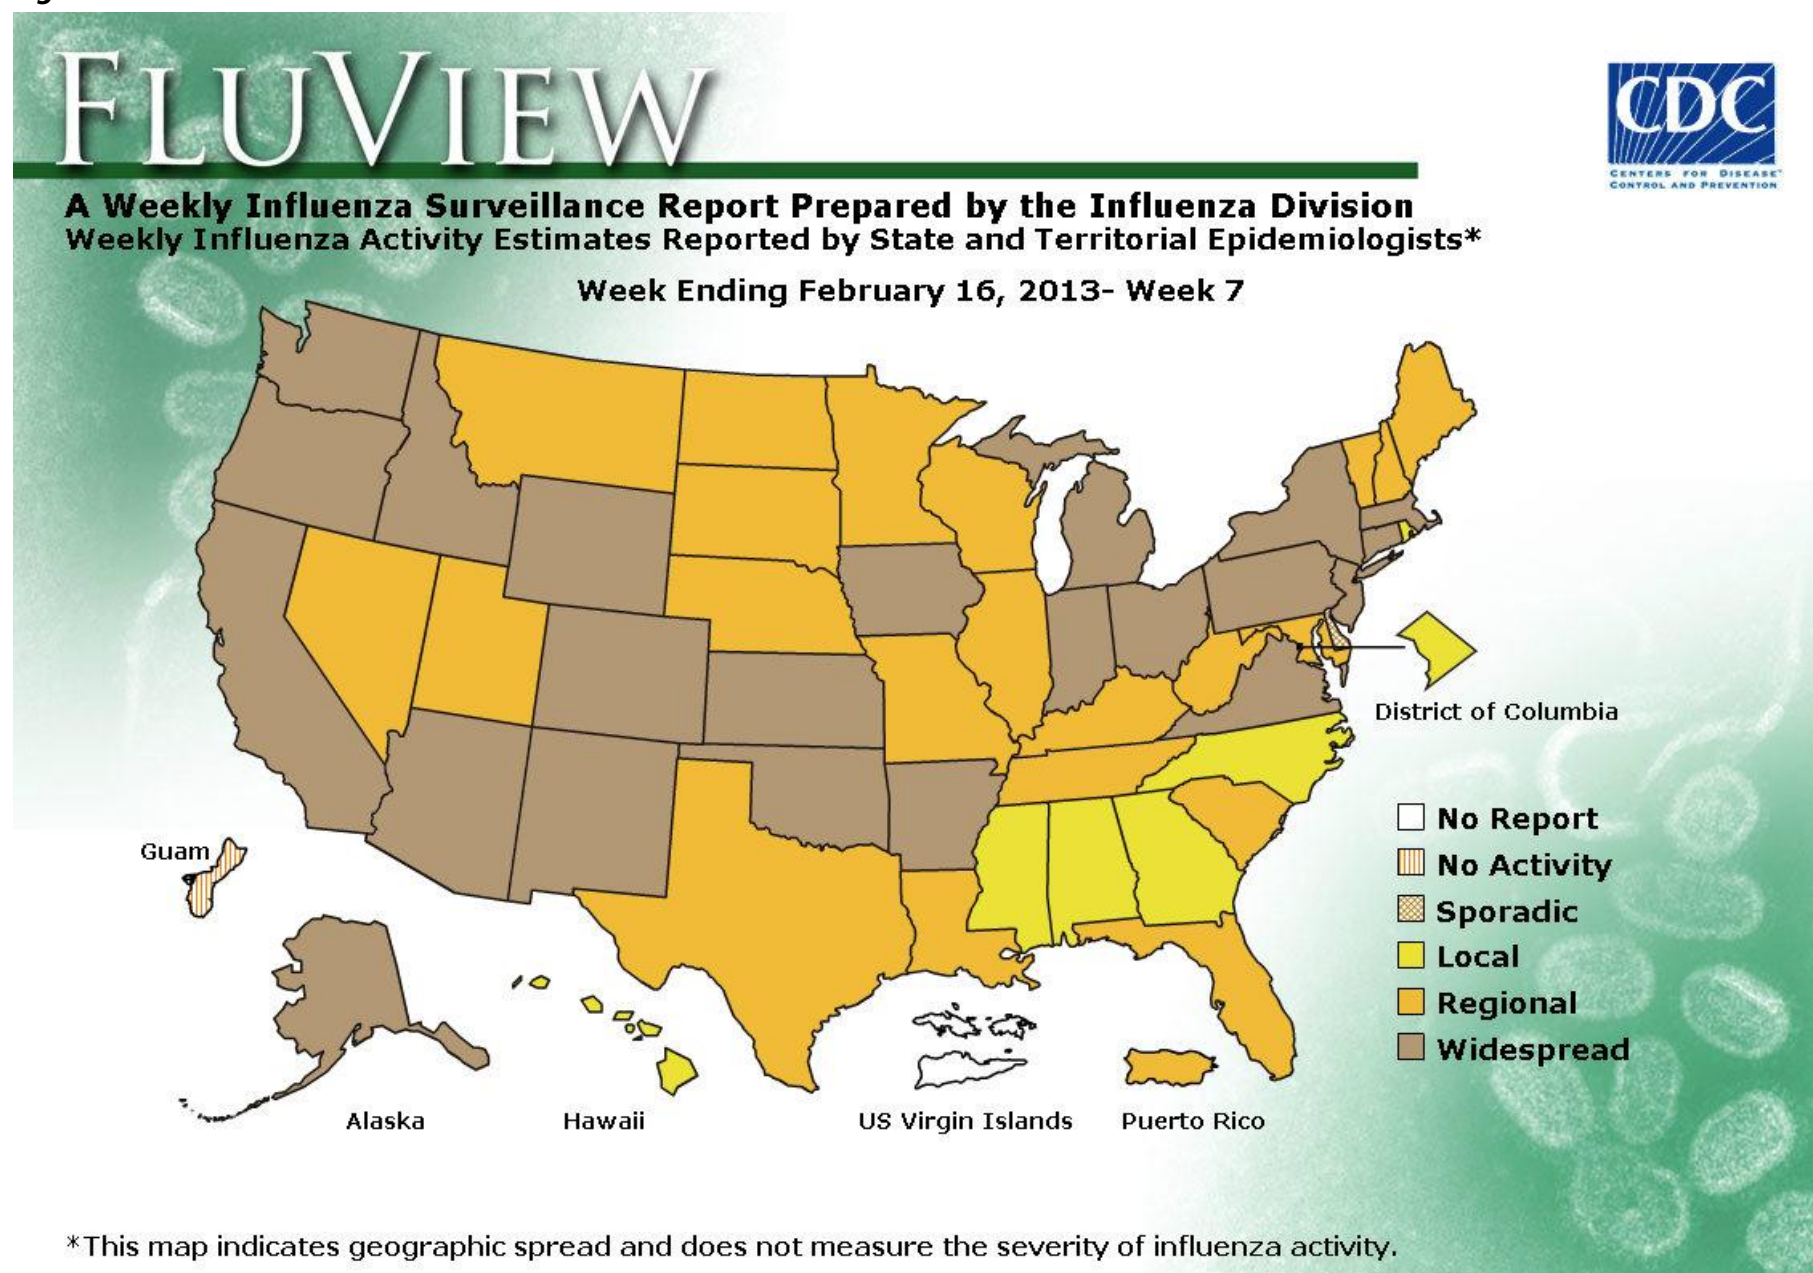 FLUVIEW
CDC
CENTERS FOR DISEASE
CONTROL AND PREVENTION
A Weekly Influenza Surveillance Report Prepared by the Influenza Division
Weekly Influenza Activity Estimates Reported by State and Territorial Epidemiologists*
Week Ending February 16, 2013- Week 7
District of Columbia
No Report
Guam
No Activity
Sporadic
Local
Regional
Widespread
Alaska
Hawaii
US Virgin Islands
Puerto Rico
*This map indicates geographic spread and does not measure the severity of influenza activity.